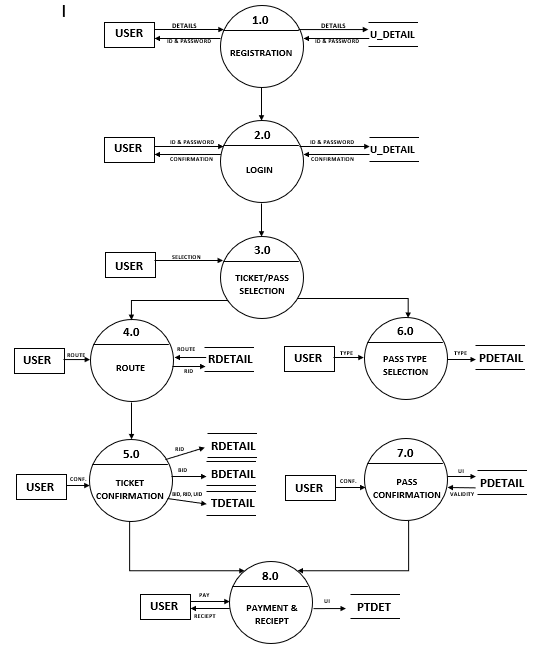 I
1.0
USER
DETAILS
ID & PASSWORD
REGISTRATION
DETAILS
ID & PASSWORD
U_DETAIL
2.0
USER
ID & PASSWORD
CONFIRMATION
LOGIN
ID & PASSWORD
CONFIRMATION
U_DETAIL
3.0
USER
SELECTION
TICKET/PASS
SELECTION
4.0
USER
ROUTE
ROUTE
ROUTE
RID
RDETAIL
6.0
USER
TYPE
PASS TYPE
SELECTION
TYPE
PDETAIL
5.0
USER
CONF.
TICKET
CONFIRMATION
RID
RDETAIL
BID
BDETAIL
BID, RID, UID
TDETAIL
7.0
USER
CONF.
PASS
CONFIRMATION
UI
VALIDITY
PDETAIL
8.0
USER
PAY
RECIEPT
PAYMENT &
RECIEPT
UI
PTDET